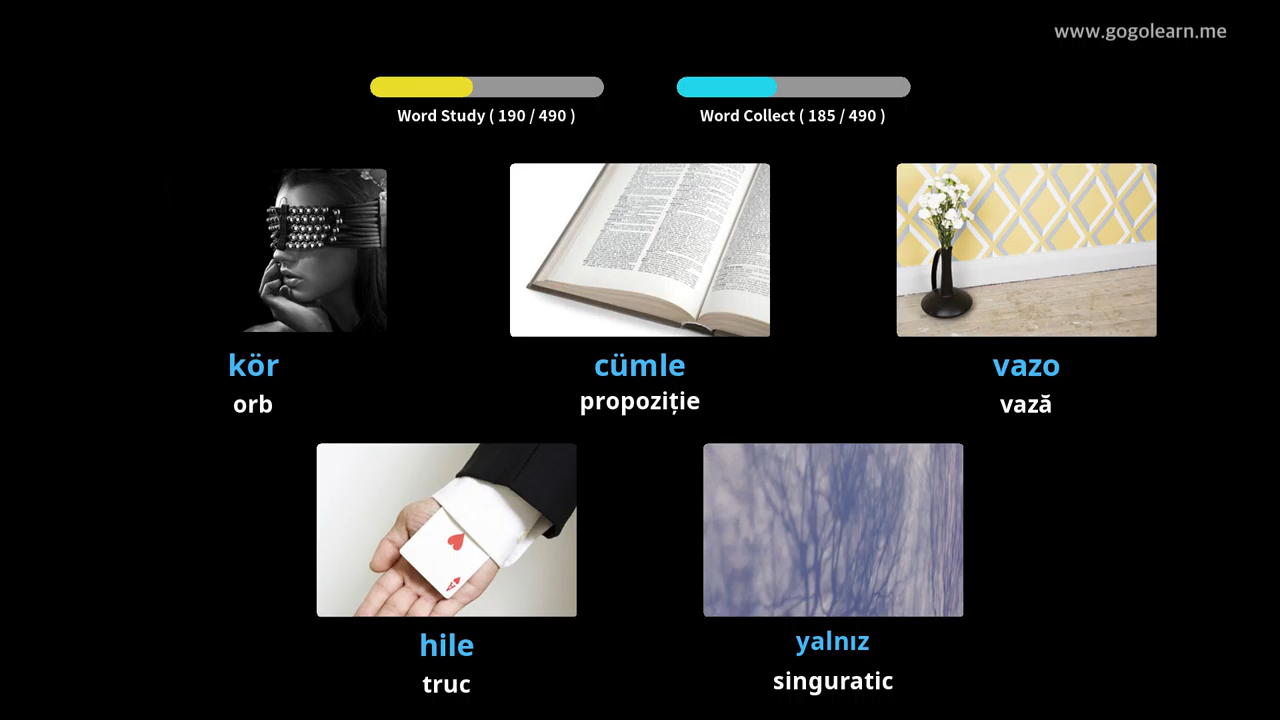 www.gogolearn.me
Word Study ( 190 / 490 )
Word Collect ( 185 / 490 )
kör
orb
cümle
propoziție
vazo
vază
hile
truc
yalnız
singuratic